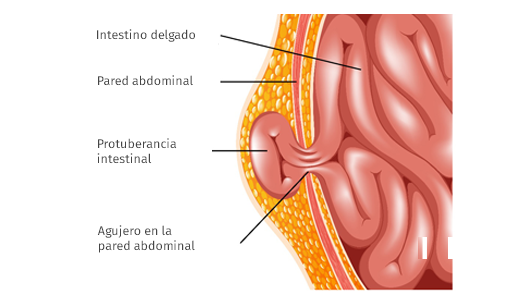 Intestino delgado
Pared abdominal
Protuberancia
intestinal
Agujero en la
pared abdominal